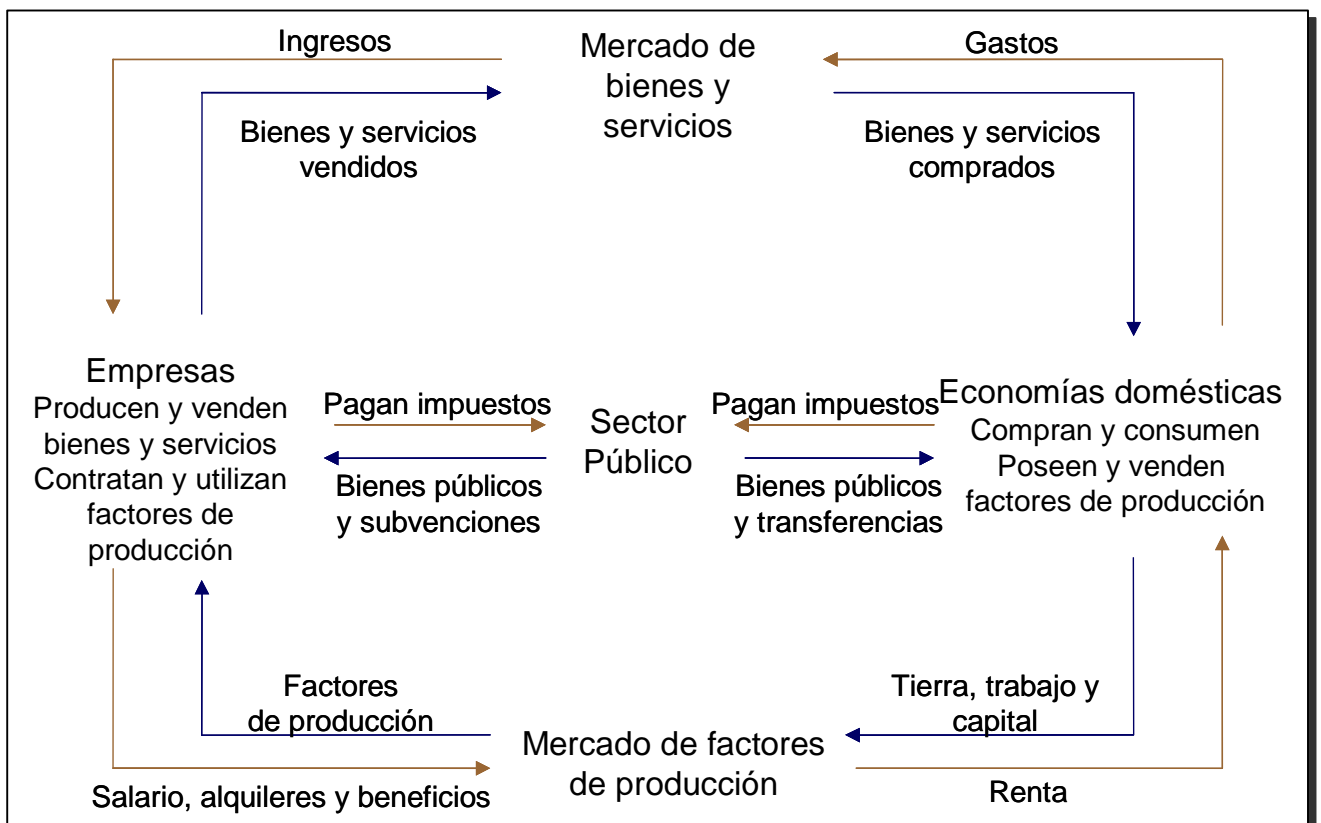 Ingresos
Mercado de
bienes y
servicios
Gastos
Bienes y servicios
vendidos
Bienes y servicios
comprados
Empresas
Producen y venden
bienes y servicios
Contratan y utilizan
factores de
producción
Pagan impuestos
Bienes públicos
y subvenciones
Sector
Público
Pagan impuestos
Bienes públicos
y transferencias
Economías domésticas
Compran y consumen
Poseen y venden
factores de producción
Factores
de producción
Tierra, trabajo y
capital
Mercado de factores
de producción
Salario, alquileres y beneficios
Renta